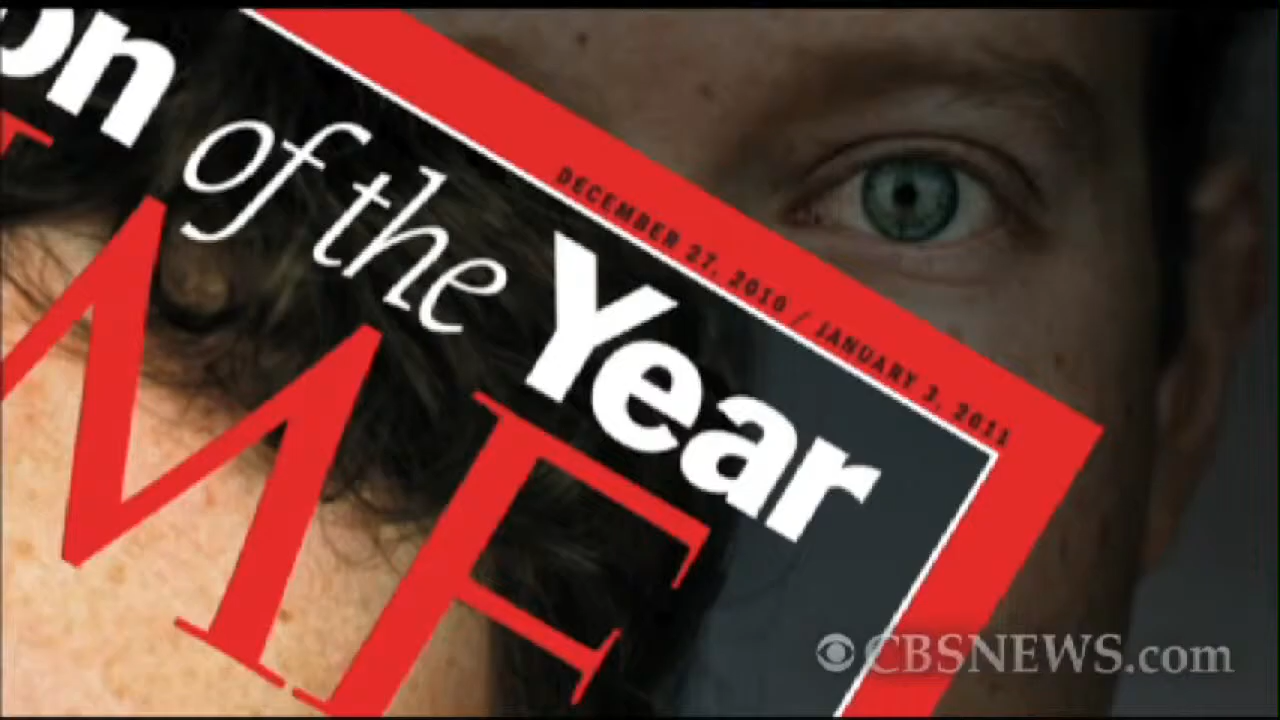 on of the Year
DECEMBER 27, 2010 / JANUARY 3, 2011
ME
CBSNEWS.com